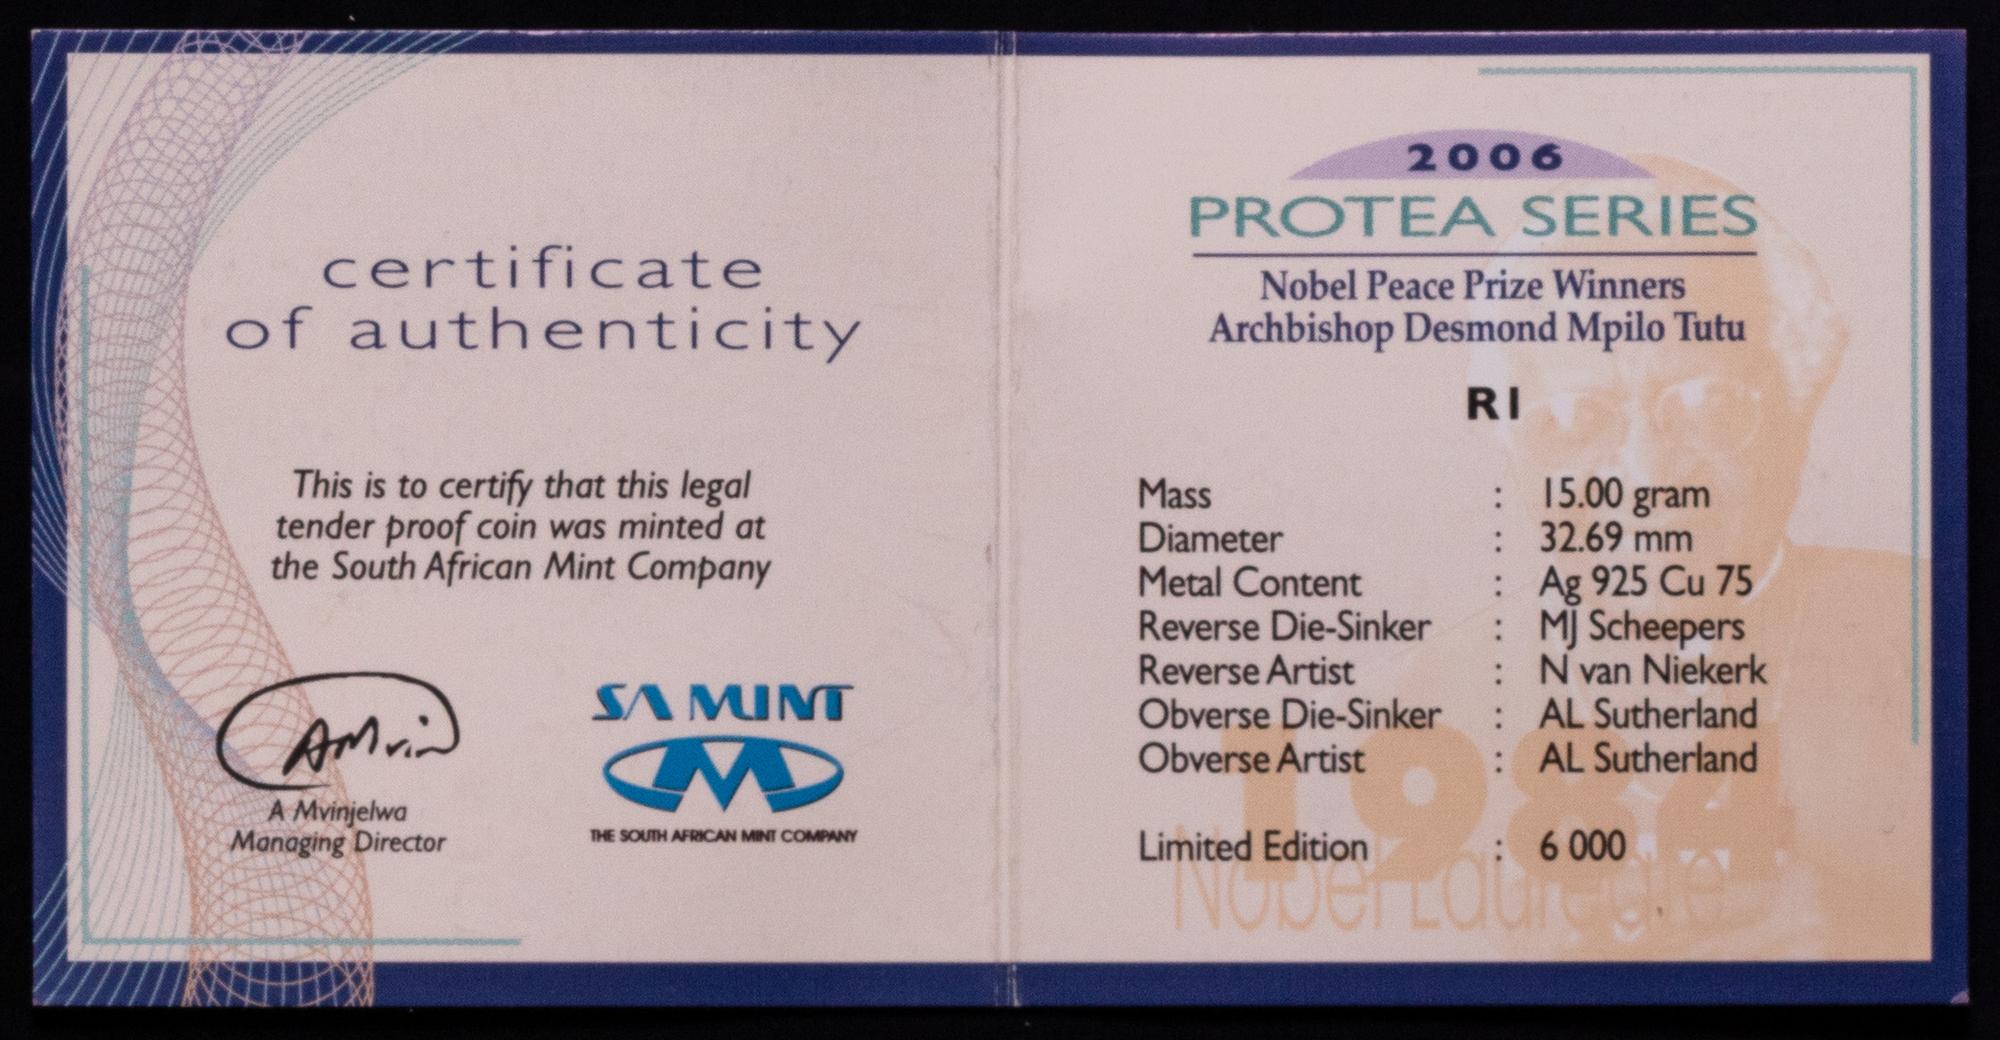 certificate
of authenticity
This is to certify that this legal
tender proof coin was minted at
the South African Mint Company
A Mvinjelwa
Managing Director
SA MINT
THE SOUTH AFRICAN MINT COMPANY
2006
PROTEA SERIES
Nobel Peace Prize Winners
Archbishop Desmond Mpilo Tutu
R1
Mass : 15.00 gram
Diameter : 32.69 mm
Metal Content : Ag 925 Cu 75
Reverse Die-Sinker : MJ Scheepers
Reverse Artist : N van Niekerk
Obverse Die-Sinker : AL Sutherland
Obverse Artist : AL Sutherland
Limited Edition : 6 000
1984
Nobel Laureate